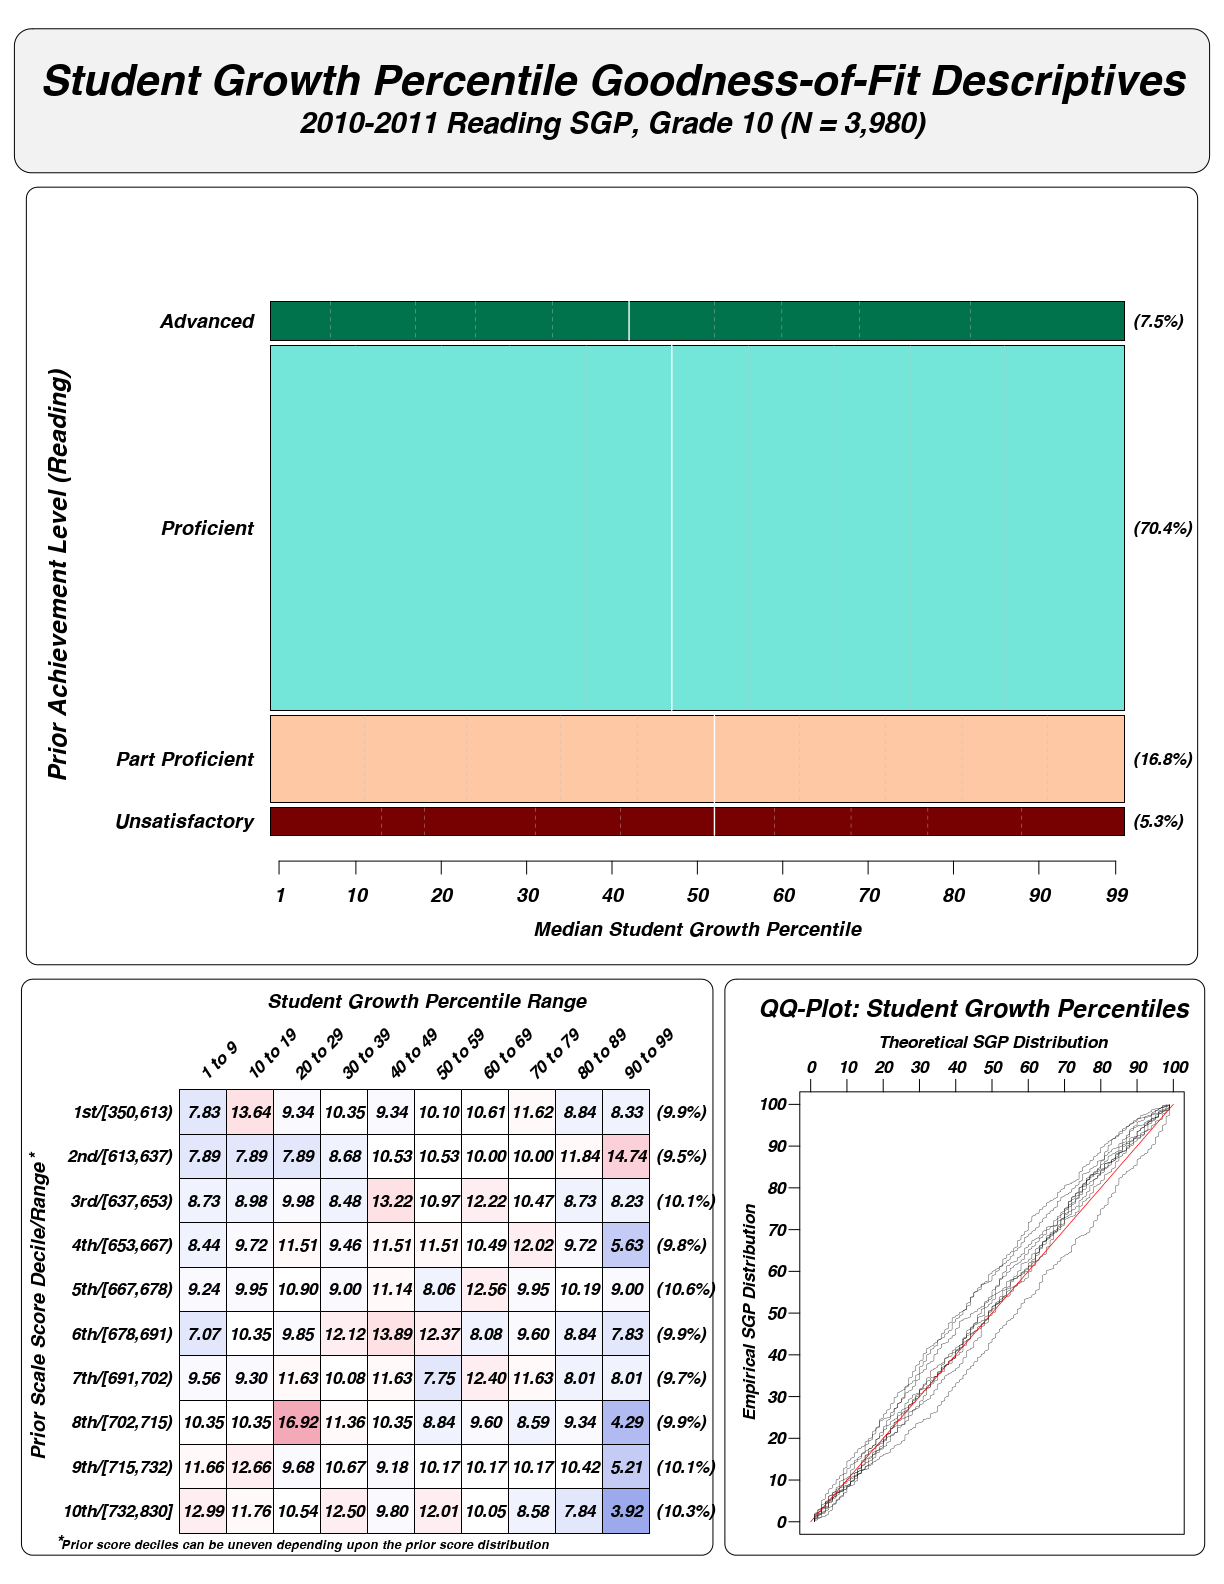 Student Growth Percentile Goodness-of-Fit Descriptives
2010-2011 Reading SGP, Grade 10 (N = 3,980)
Prior Achievement Level (Reading)
Advanced (7.5%)
Proficient (70.4%)
Part Proficient (16.8%)
Unsatisfactory (5.3%)
1 10 20 30 40 50 60 70 80 90 99
Median Student Growth Percentile
Student Growth Percentile Range
1 to 9 10 to 19 20 to 29 30 to 39 40 to 49 50 to 59 60 to 69 70 to 79 80 to 89 90 to 99
Prior Scale Score Decile/Range*
1st/[350,613) 7.83 13.64 9.34 10.35 9.34 10.10 10.61 11.62 8.84 8.33 (9.9%)
2nd/[613,637) 7.89 7.89 7.89 8.68 10.53 10.53 10.00 10.00 11.84 14.74 (9.5%)
3rd/[637,653) 8.73 8.98 9.98 8.48 13.22 10.97 12.22 10.47 8.73 8.23 (10.1%)
4th/[653,667) 8.44 9.72 11.51 9.46 11.51 11.51 10.49 12.02 9.72 5.63 (9.8%)
5th/[667,678) 9.24 9.95 10.90 9.00 11.14 8.06 12.56 9.95 10.19 9.00 (10.6%)
6th/[678,691) 7.07 10.35 9.85 12.12 13.89 12.37 8.08 9.60 8.84 7.83 (9.9%)
7th/[691,702) 9.56 9.30 11.63 10.08 11.63 7.75 12.40 11.63 8.01 8.01 (9.7%)
8th/[702,715) 10.35 10.35 16.92 11.36 10.35 8.84 9.60 8.59 9.34 4.29 (9.9%)
9th/[715,732) 11.66 12.66 9.68 10.67 9.18 10.17 10.17 10.17 10.42 5.21 (10.1%)
10th/[732,830] 12.99 11.76 10.54 12.50 9.80 12.01 10.05 8.58 7.84 3.92 (10.3%)
*Prior score deciles can be uneven depending upon the prior score distribution
QQ-Plot: Student Growth Percentiles
Theoretical SGP Distribution
0 10 20 30 40 50 60 70 80 90 100
Empirical SGP Distribution
100
90
80
70
60
50
40
30
20
10
0